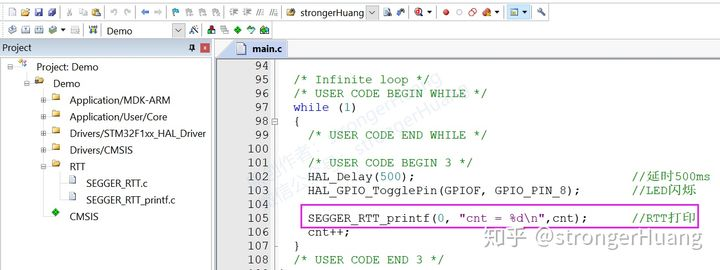 strongerHuang
Demo
Project
main.c
Project: Demo
Demo
Application/MDK-ARM
Application/User/Core
Drivers/STM32F1xx_HAL_Driver
Drivers/CMSIS
RTT
SEGGER_RTT.c
SEGGER_RTT_printf.c
CMSIS
94
95 /* Infinite loop */
96 /* USER CODE BEGIN WHILE */
97 while (1)
98 {
99 /* USER CODE END WHILE */
100
101 /* USER CODE BEGIN 3 */
102 HAL_Delay(500); //延时500ms
103 HAL_GPIO_TogglePin(GPIOF, GPIO_PIN_8); //LED闪烁
104
105 SEGGER_RTT_printf(0, "cnt = %d\n",cnt); //RTT打印
106 cnt++;
107 }
108 /* USER CODE END 3 */
知乎 @strongerHuang